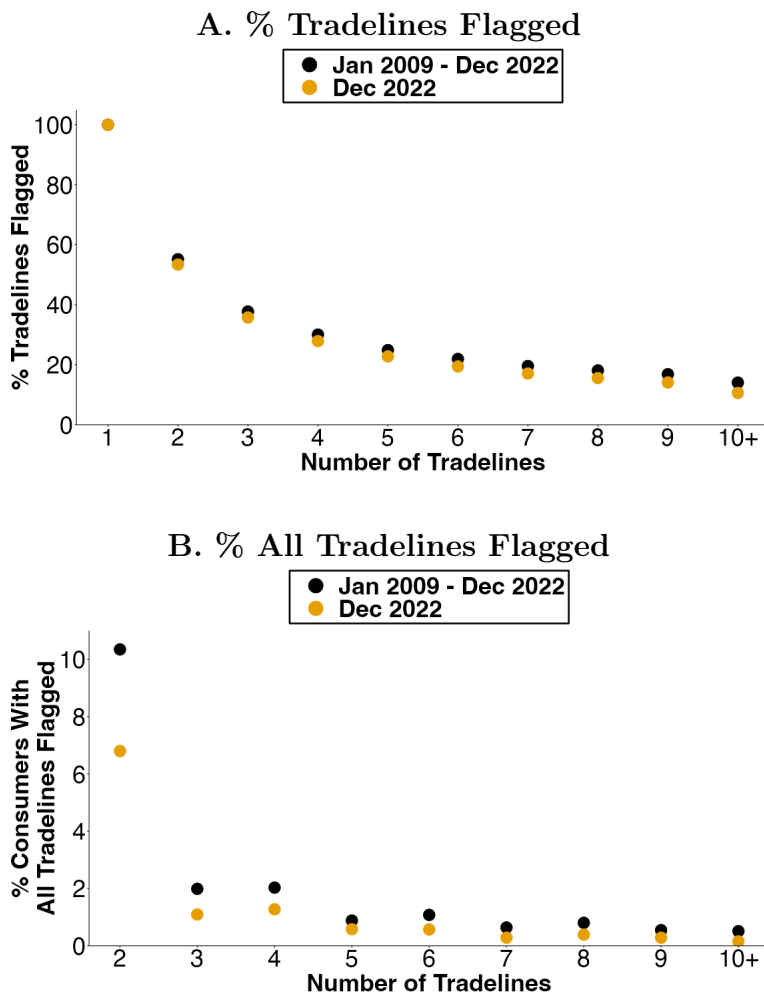 A. % Tradelines Flagged
Jan 2009 - Dec 2022
Dec 2022
% Tradelines Flagged
100
80
60
40
20
0
1 2 3 4 5 6 7 8 9 10+
Number of Tradelines
B. % All Tradelines Flagged
Jan 2009 - Dec 2022
Dec 2022
% Consumers With
All Tradelines Flagged
10
8
6
4
2
0
2 3 4 5 6 7 8 9 10+
Number of Tradelines